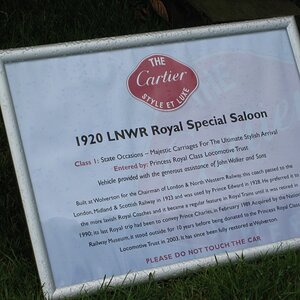 THE
Cartier
STYLE ET LUXE
1920 LNWR Royal Special Saloon
Class 1: State Occasions – Majestic Carriages For The Ultimate Stylish Arrival
Entered by: Princess Royal Class Locomotive Trust
Vehicle provided with the generous assistance of John Walker and Sons
Built at Wolverton for the Chairman of London & North Western Railway, this coach passed to the
London, Midland & Scottish Railway in 1923 and was used by Prince Edward in 1928. He preferred it to
the more lavish Royal Coaches and it became a regular feature in Royal Trains until it was retired in
1990; its last Royal trip had been to convey Prince Charles, in February 1989. Acquired by the National
Railway Museum, it stood outside for 10 years before being donated to the Princess Royal Class
Locomotive Trust in 2003. It has once been fully restored at Wolverton.
PLEASE DO NOT TOUCH THE CAR